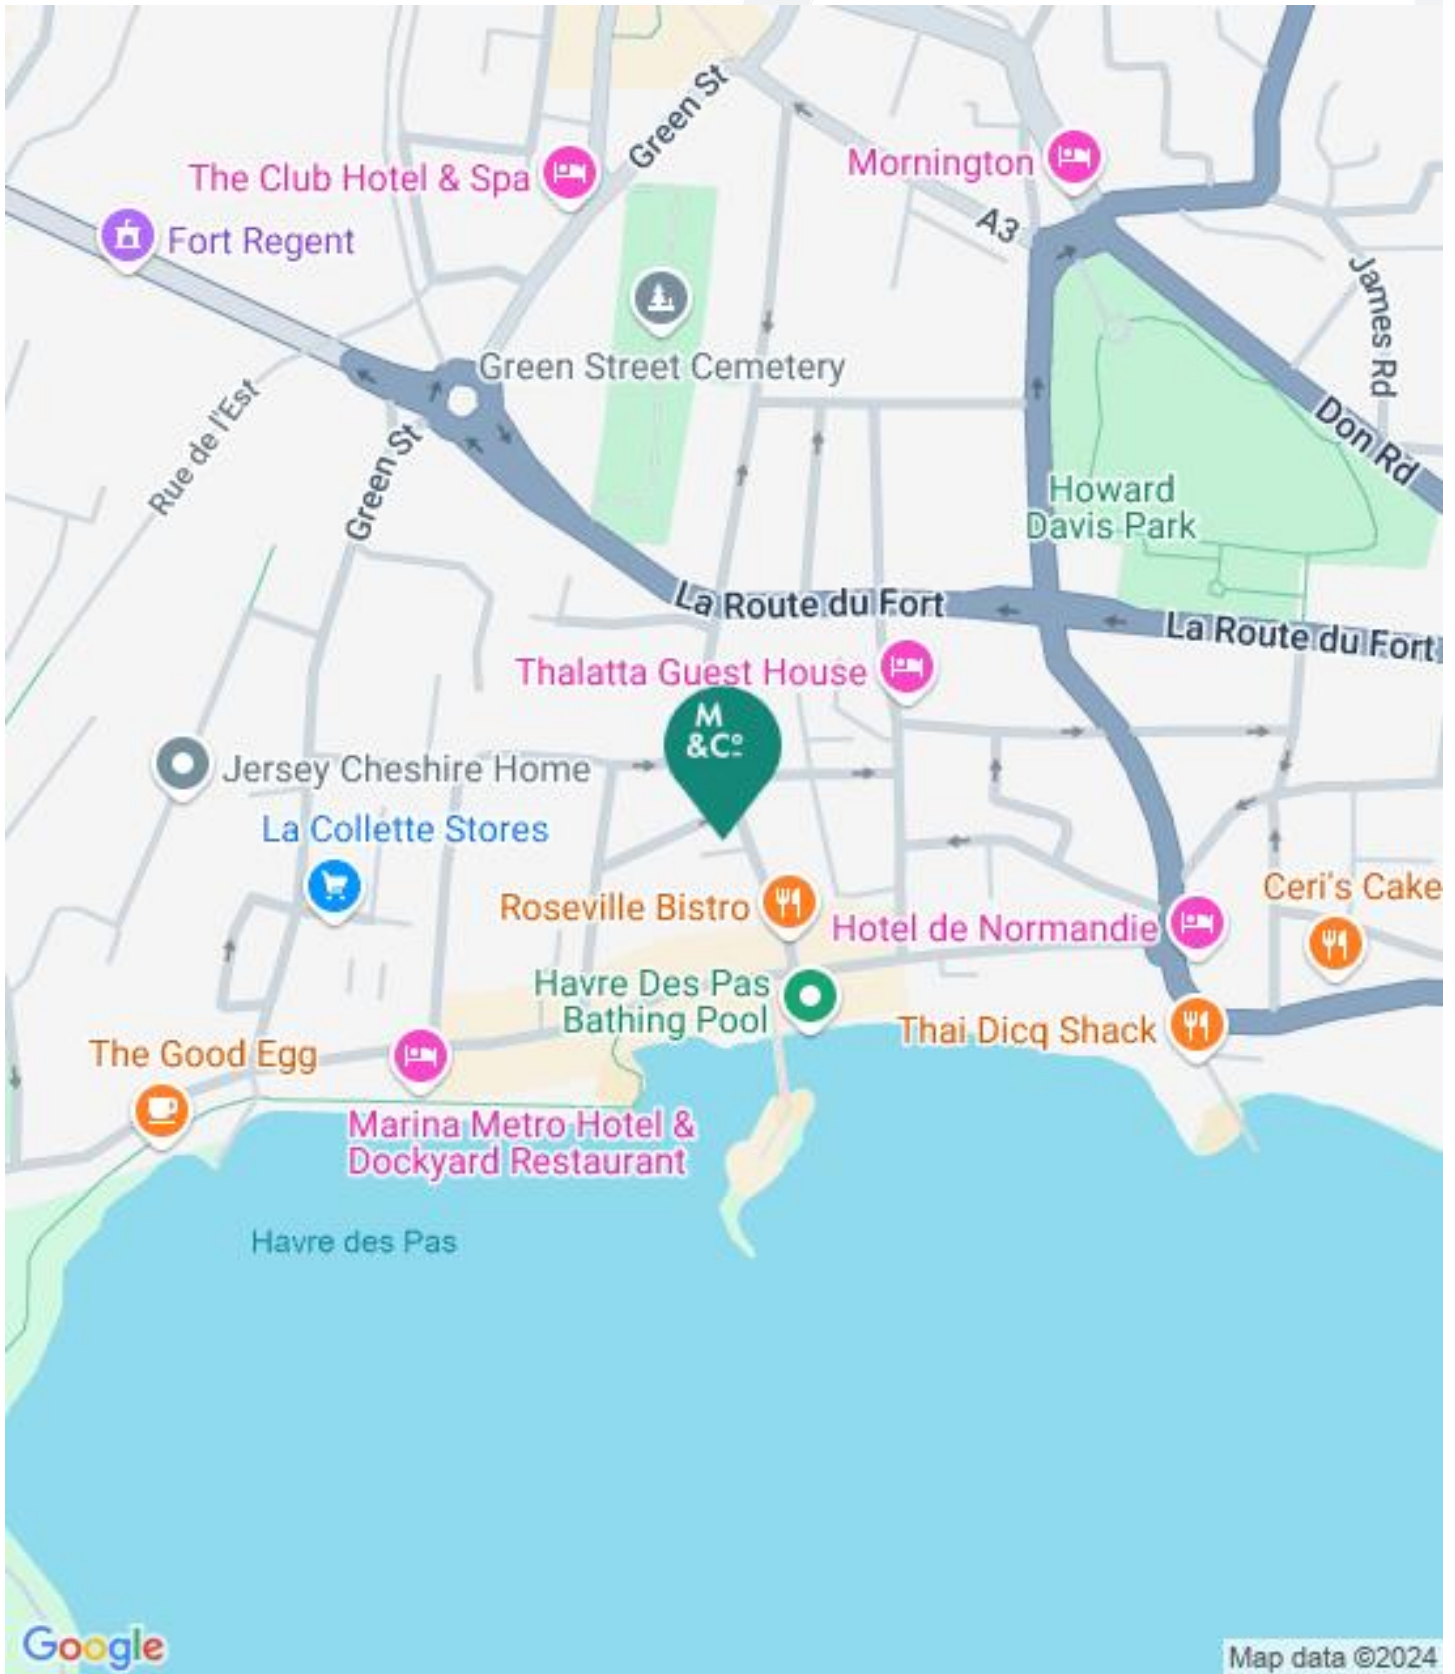 Green St
The Club Hotel & Spa
Mornington
A3
Fort Regent
James Rd
Green Street Cemetery
Rue de l'Est
Green St
Don Rd
Howard
Davis Park
La Route du Fort
La Route du Fort
Thalatta Guest House
M
&Cº
Jersey Cheshire Home
La Collette Stores
Roseville Bistro
Ceri's Cake
Hotel de Normandie
Havre Des Pas
Bathing Pool
Thai Dicq Shack
The Good Egg
Marina Metro Hotel &
Dockyard Restaurant
Havre des Pas
Google
Map data ©2024